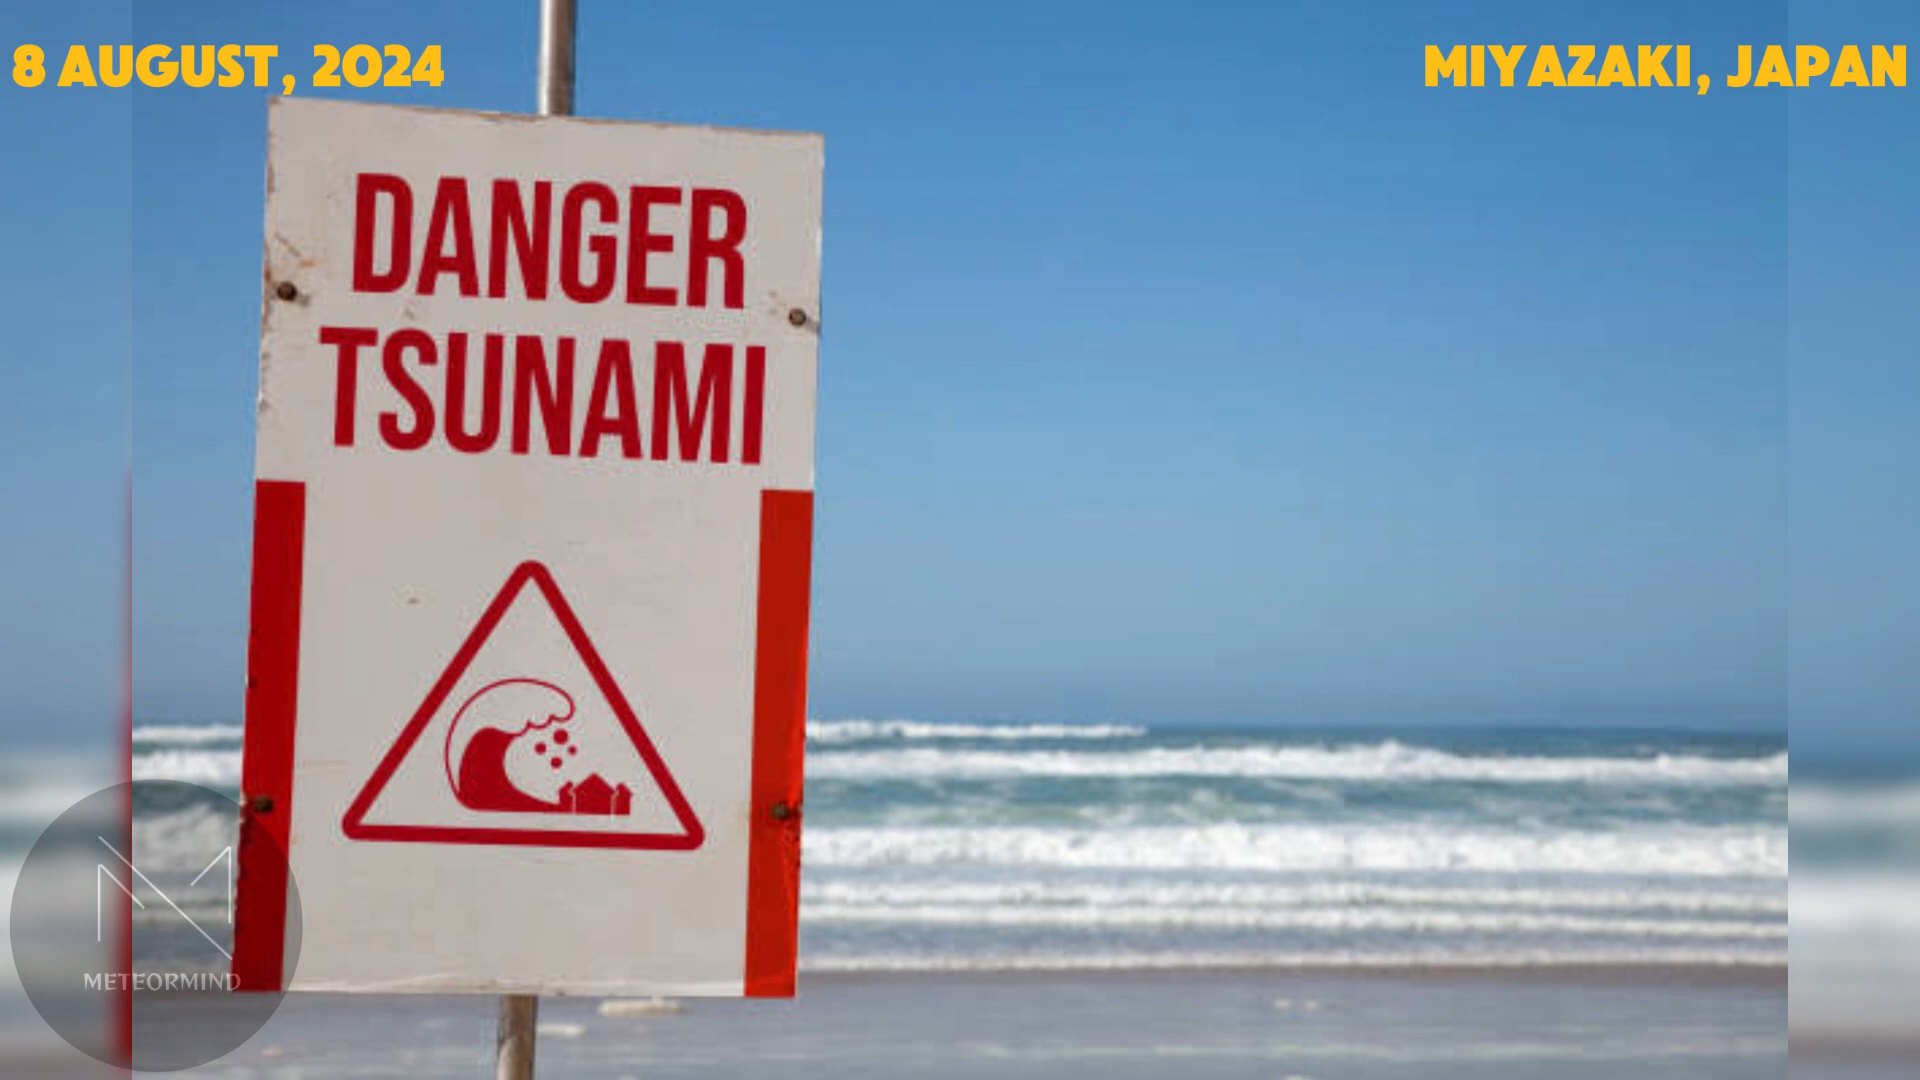 8 AUGUST, 2024
MIYAZAKI, JAPAN
DANGER
TSUNAMI
METEORMIND